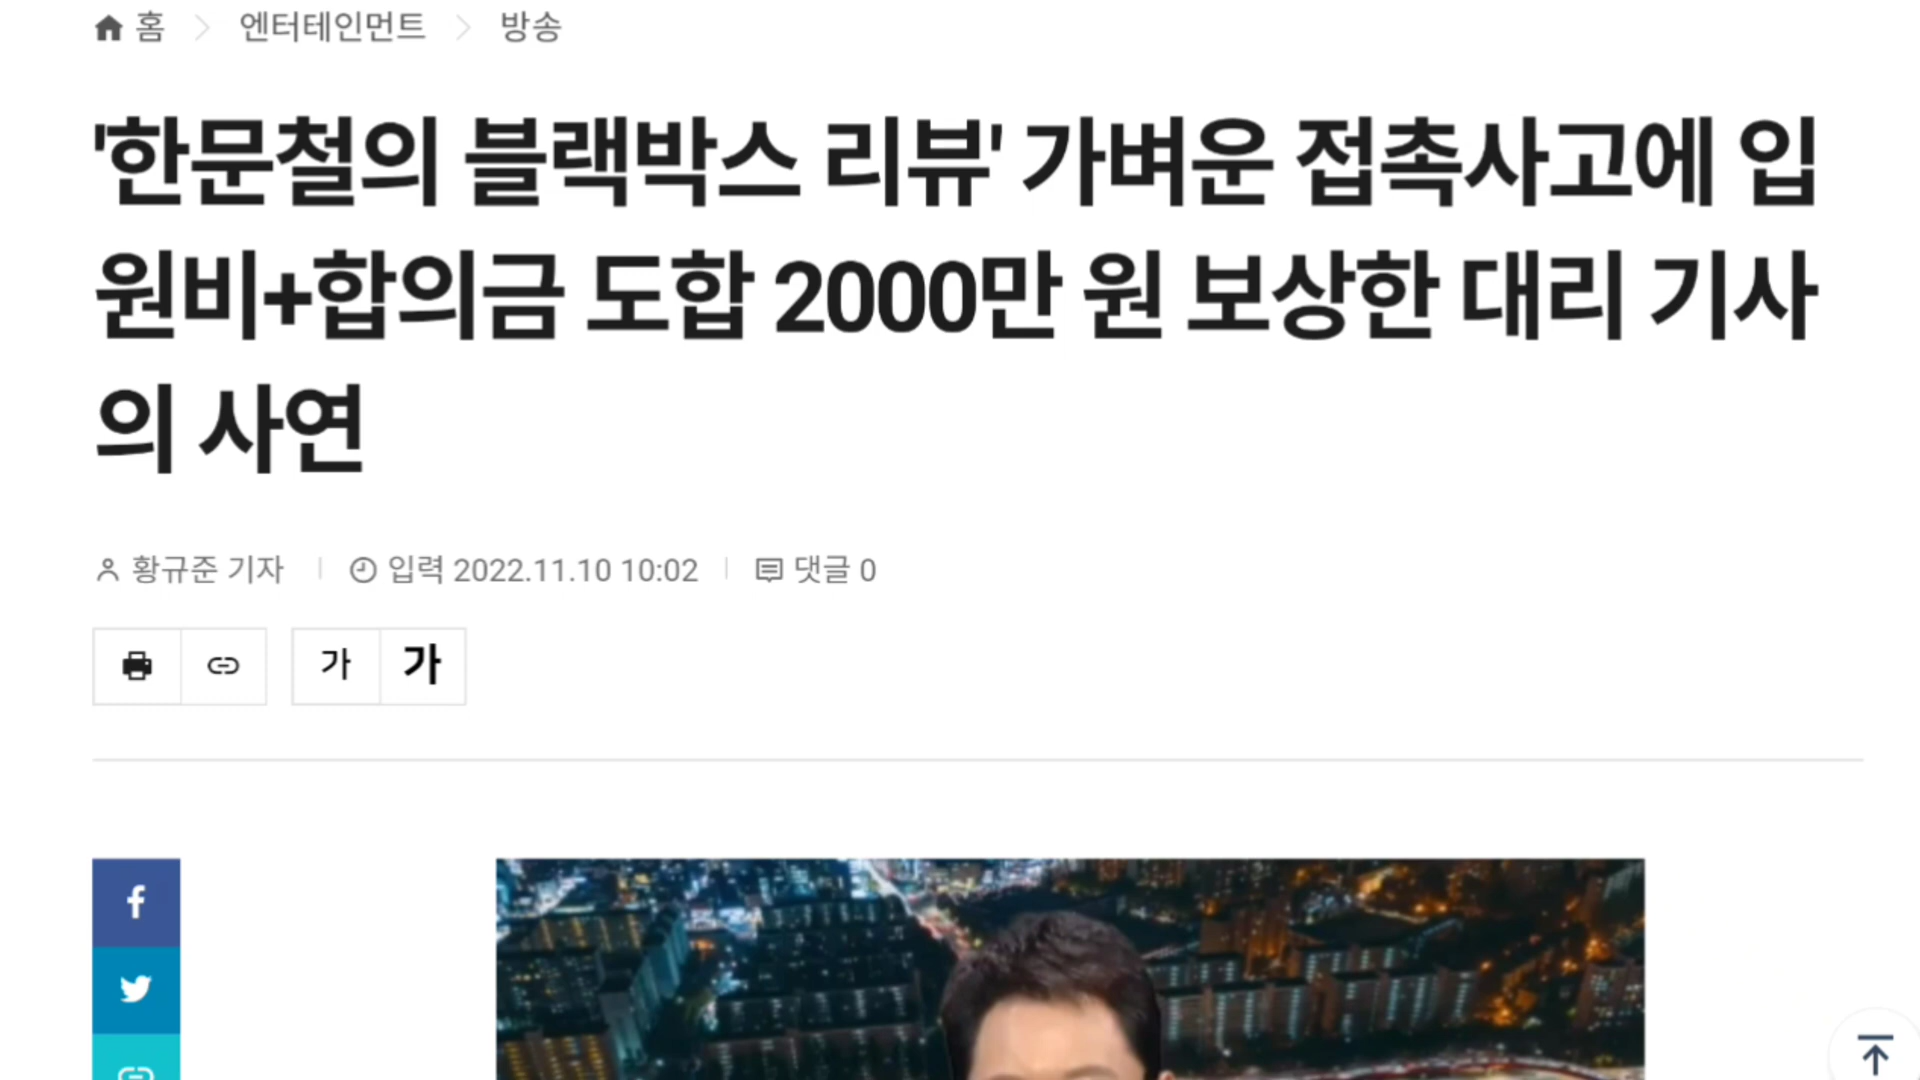 홈 엔터테인먼트 방송
'한문철의 블랙박스 리뷰' 가벼운 접촉사고에 입
원비+합의금 도합 2000만 원 보상한 대리 기사
의 사연
황규준 기자 입력 2022.11.10 10:02 댓글 0
가 가
f